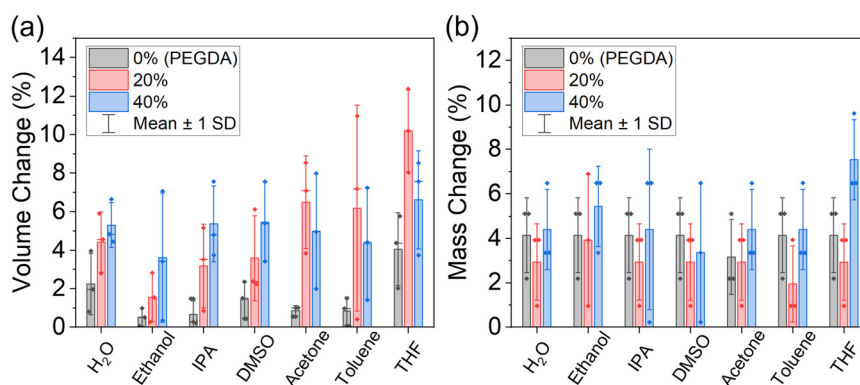 (a)
Volume Change (%)
16
14
12
10
8
6
4
2
0
0% (PEGDA)
20%
40%
Mean ± 1 SD
H₂O
Ethanol
IPA
DMSO
Acetone
Toluene
THF
(b)
Mass Change (%)
12
10
8
6
4
2
0
0% (PEGDA)
20%
40%
Mean ± 1 SD
H₂O
Ethanol
IPA
DMSO
Acetone
Toluene
THF